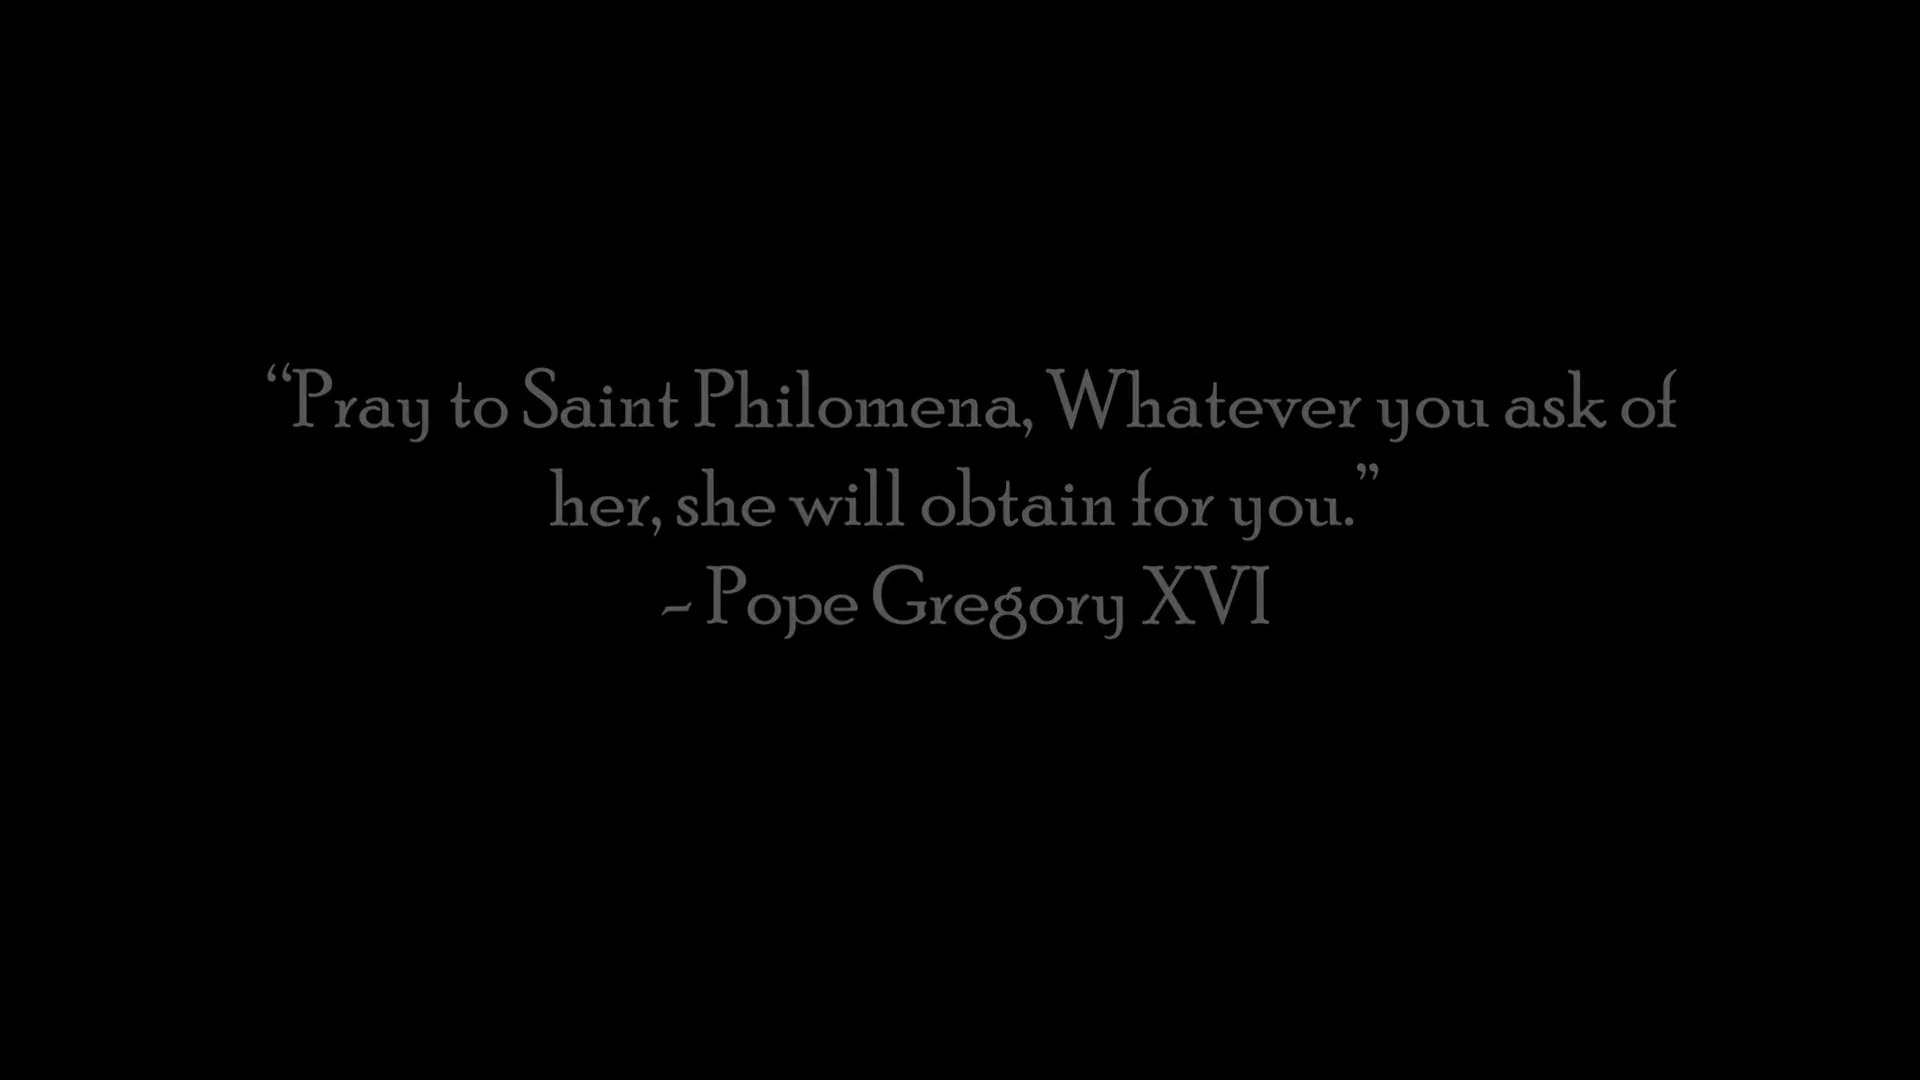 “Pray to Saint Philomena, Whatever you ask of
her, she will obtain for you.”
- Pope Gregory XVI